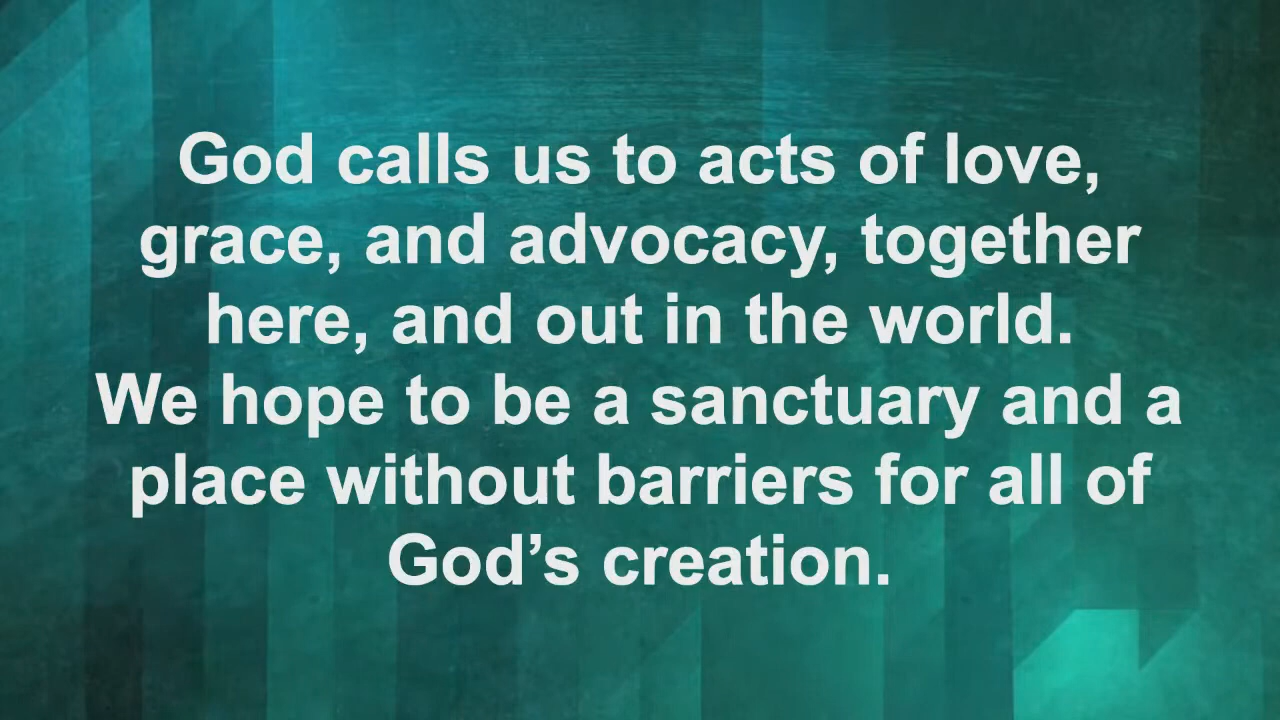 God calls us to acts of love,
grace, and advocacy, together
here, and out in the world.
We hope to be a sanctuary and a
place without barriers for all of
God’s creation.